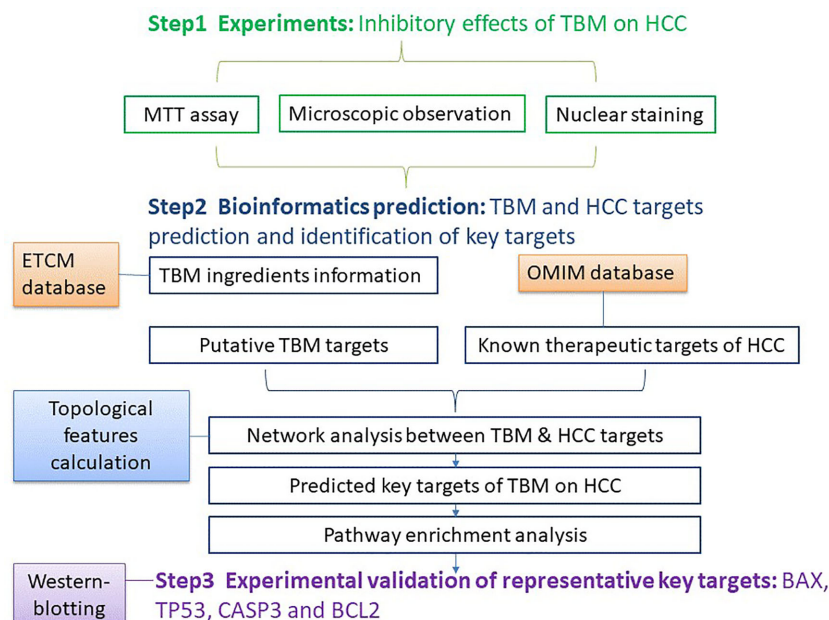 Step1 Experiments: Inhibitory effects of TBM on HCC
MTT assay
Microscopic observation
Nuclear staining
Step2 Bioinformatics prediction: TBM and HCC targets
prediction and identification of key targets
ETCM
database
TBM ingredients information
OMIM database
Putative TBM targets
Known therapeutic targets of HCC
Topological
features
calculation
Network analysis between TBM & HCC targets
Predicted key targets of TBM on HCC
Pathway enrichment analysis
Western-
blotting
Step3 Experimental validation of representative key targets: BAX,
TP53, CASP3 and BCL2